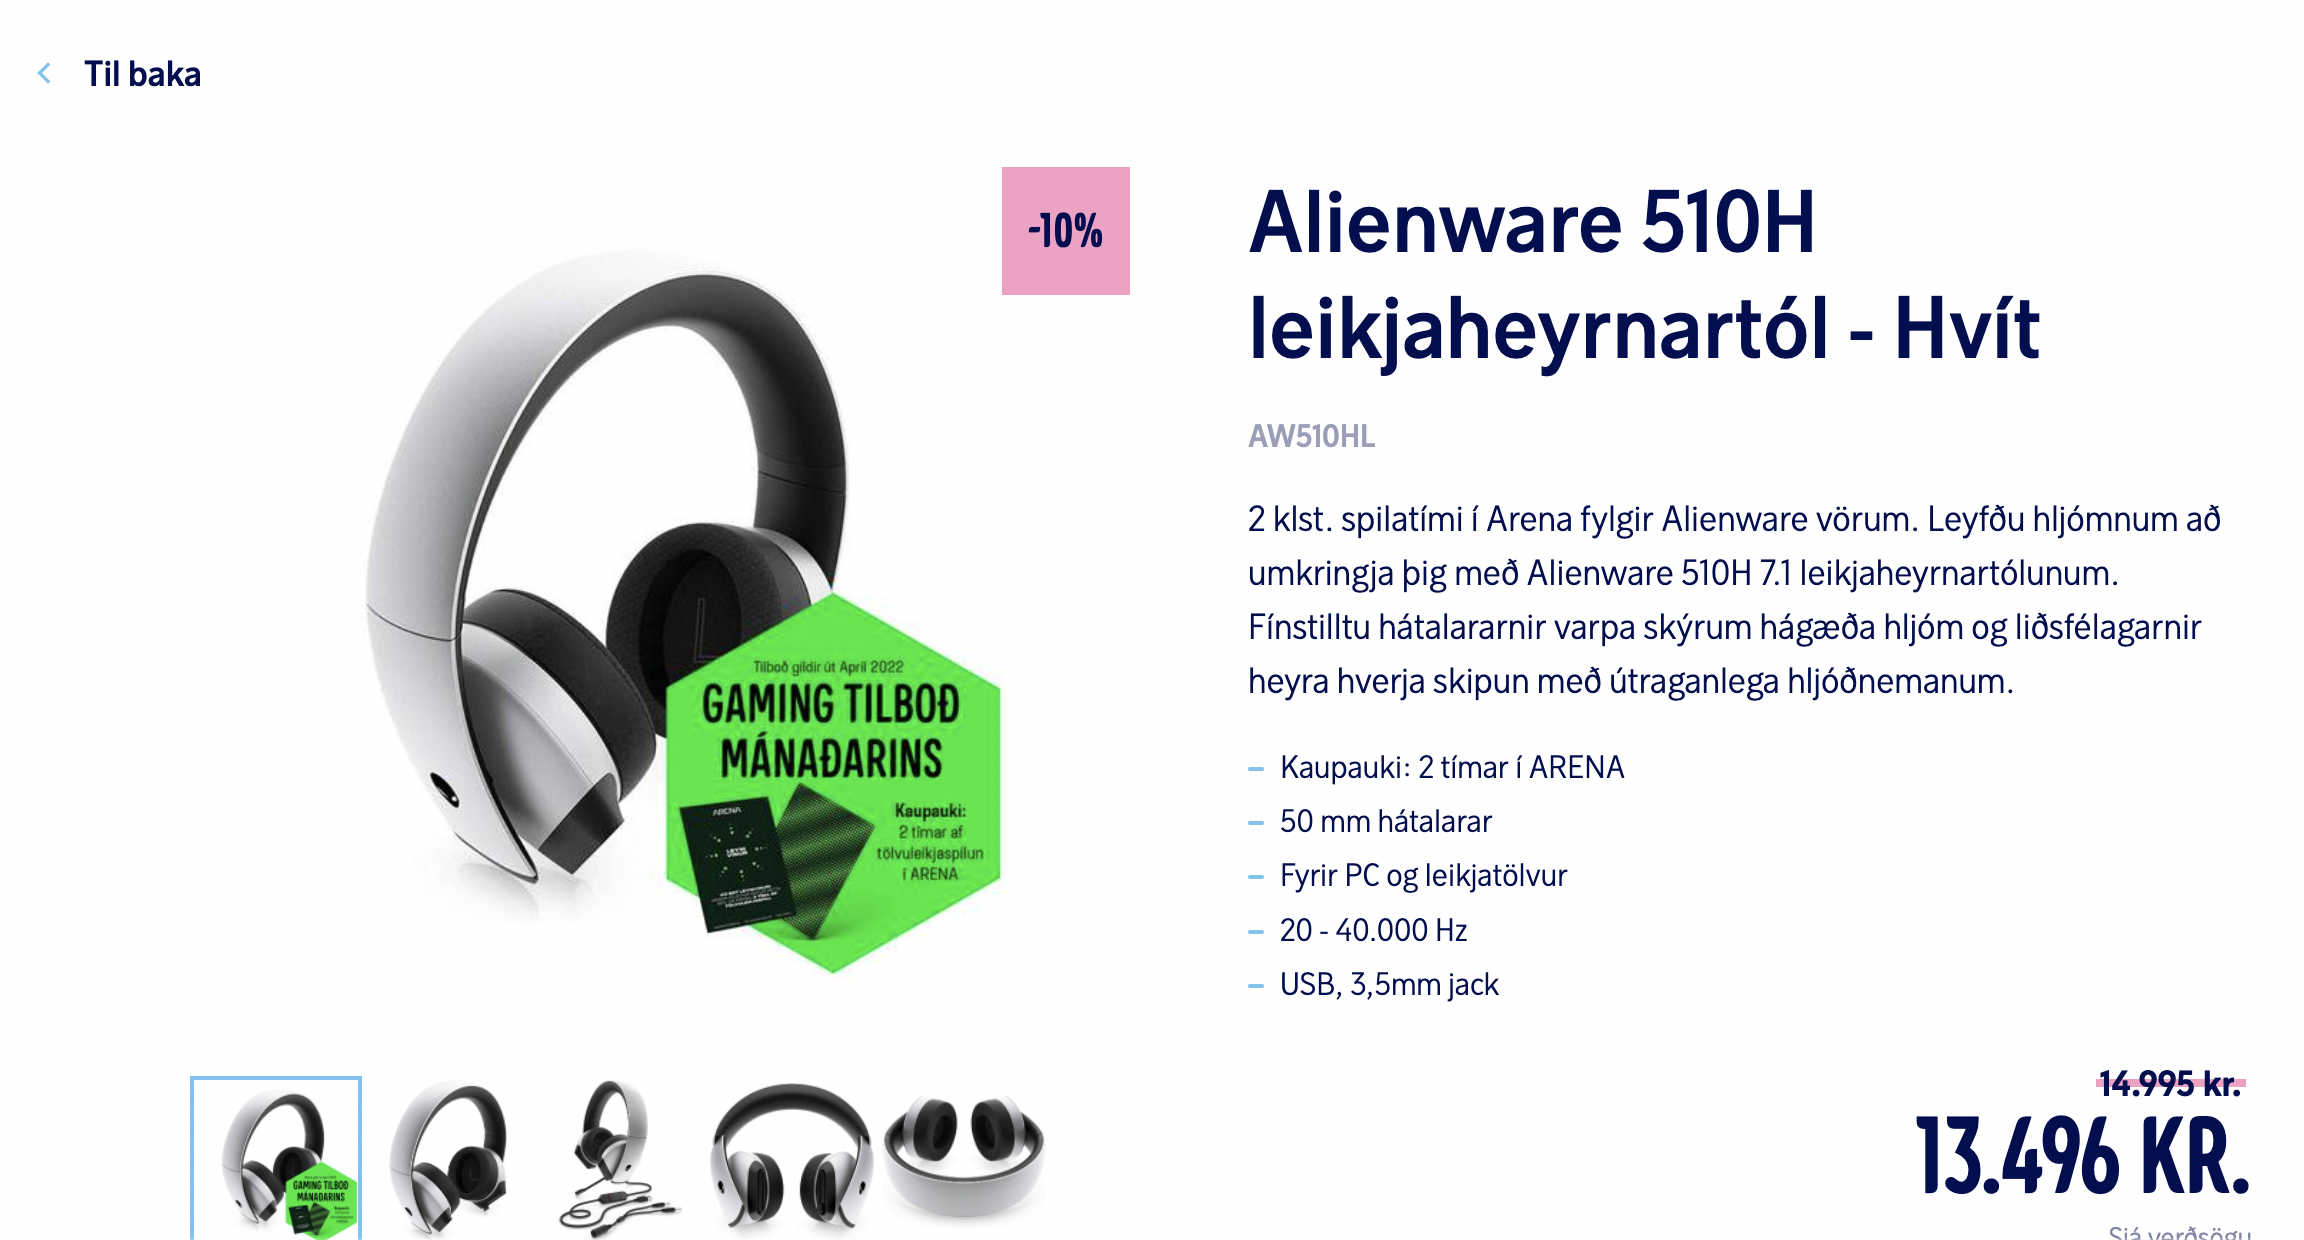 Til baka
-10%
Tilboð gildir út Apríl 2022
GAMING TILBOÐ
MÁNAÐARINS
ARENA
Kaupauki:
2 tímar af
tölvuleikjaspilun
í ARENA
Alienware 510H
leikjaheyrnartól - Hvít
AW510HL
2 klst. spilatími í Arena fylgir Alienware vörum. Leyfðu hljómnum að
umkringja þig með Alienware 510H 7.1 leikjaheyrnartólunum.
Fínstilltu hátalararnir varpa skýrum hágæða hljóm og liðsfélagarnir
heyra hverja skipun með útraganlega hljóðnemanum.
– Kaupauki: 2 tímar í ARENA
– 50 mm hátalarar
– Fyrir PC og leikjatölvur
– 20 - 40.000 Hz
– USB, 3,5mm jack
GAMING TILBOÐ
MÁNAÐARINS
14.995 kr.
13.496 KR.
Sjá verðsögu